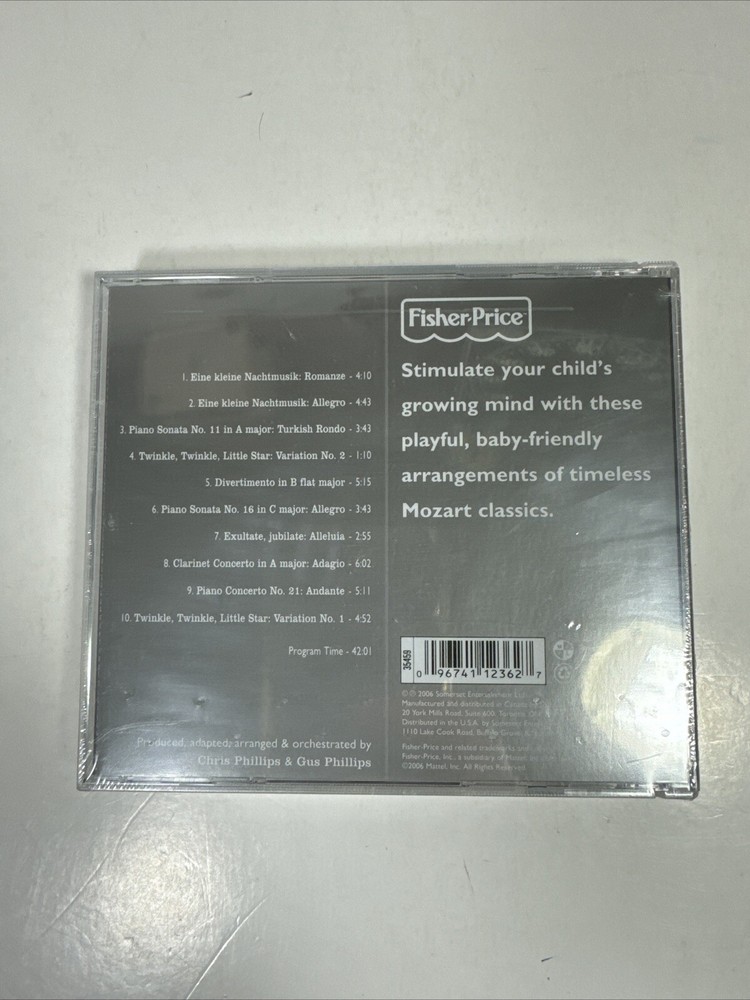 1. Eine kleine Nachtmusik: Romanze - 4:10
2. Eine kleine Nachtmusik: Allegro - 4:43
3. Piano Sonata No. 11 in A major: Turkish Rondo - 3:43
4. Twinkle, Twinkle, Little Star: Variation No. 2 - 1:10
5. Divertimento in B flat major - 5:15
6. Piano Sonata No. 16 in C major: Allegro - 3:43
7. Exultate, jubilate: Alleluia - 2:55
8. Clarinet Concerto in A major: Adagio - 6:02
9. Piano Concerto No. 21: Andante - 5:11
10. Twinkle, Twinkle, Little Star: Variation No. 1 - 4:52
Program Time - 42:01
Produced, adapted, arranged & orchestrated by
Chris Phillips & Gus Phillips
Fisher-Price
Stimulate your child's
growing mind with these
playful, baby-friendly
arrangements of timeless
Mozart classics.
35459
0 96741 12362 7
© 2006 Somerset Entertainment
Manufactured and distributed in Canada
20 York Mills Road, Suite 600, Toronto,
Distributed in the U.S.A. by Somerset
1110 Lake Cook Road, Buffalo Grove,
Fisher-Price and related trademarks and
Fisher-Price, Inc., a subsidiary of Mattel,
©2006 Mattel, Inc. All Rights Reserved.